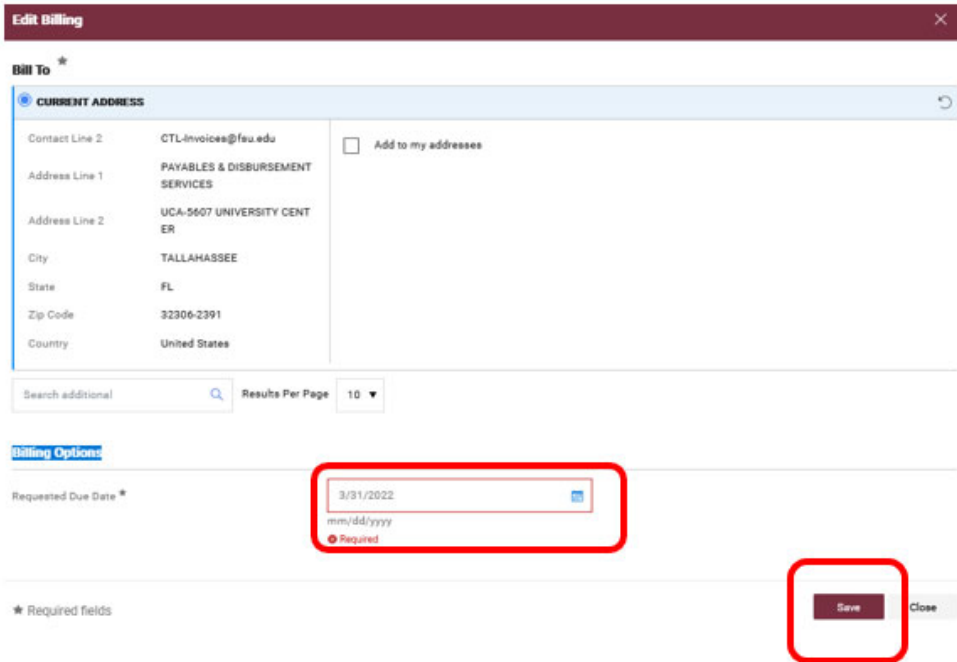 Edit Billing
Bill To *
CURRENT ADDRESS
Contact Line 2 CTL-Invoices@fsu.edu
Add to my addresses
Address Line 1 PAYABLES & DISBURSEMENT
SERVICES
Address Line 2 UCA-5607 UNIVERSITY CENT
ER
City TALLAHASSEE
State FL
Zip Code 32306-2391
Country United States
Search additional Results Per Page 10
Billing Options
Requested Due Date * 3/31/2022
mm/dd/yyyy
Required
* Required fields Save Close